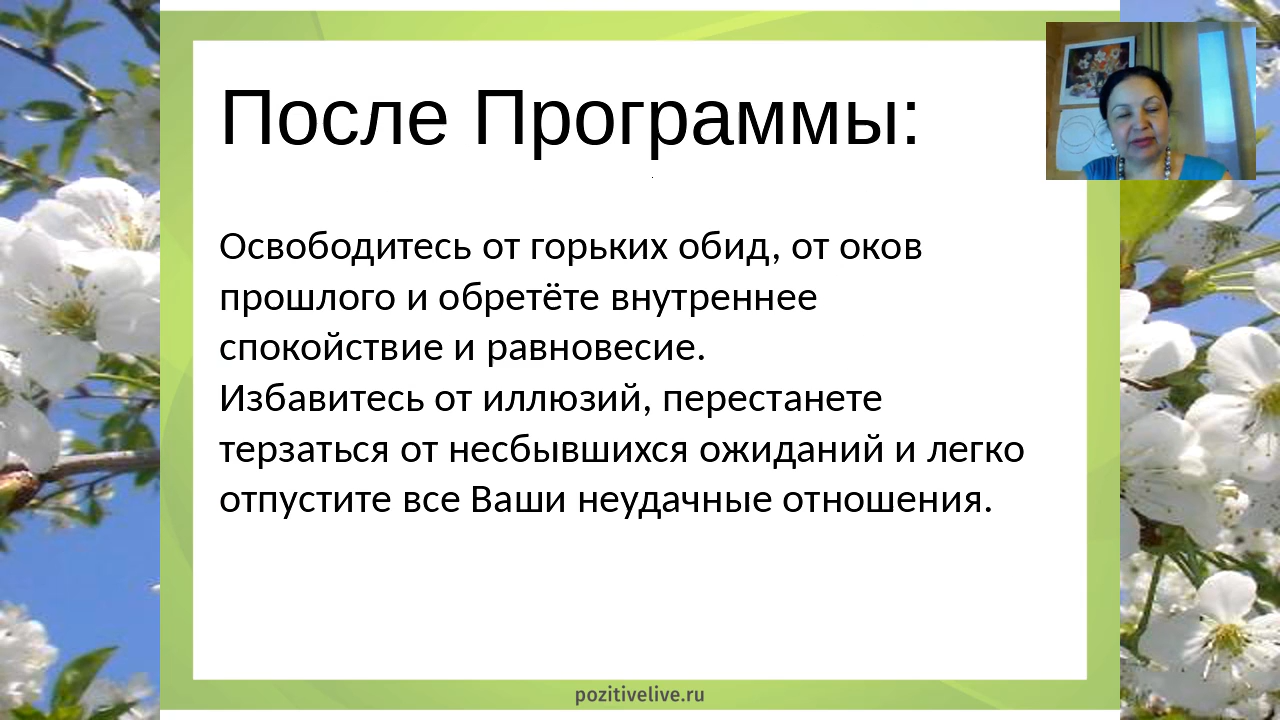 После Программы:
Освободитесь от горьких обид, от оков
прошлого и обретёте внутреннее
спокойствие и равновесие.
Избавитесь от иллюзий, перестанете
терзаться от несбывшихся ожиданий и легко
отпустите все Ваши неудачные отношения.
pozitivelive.ru